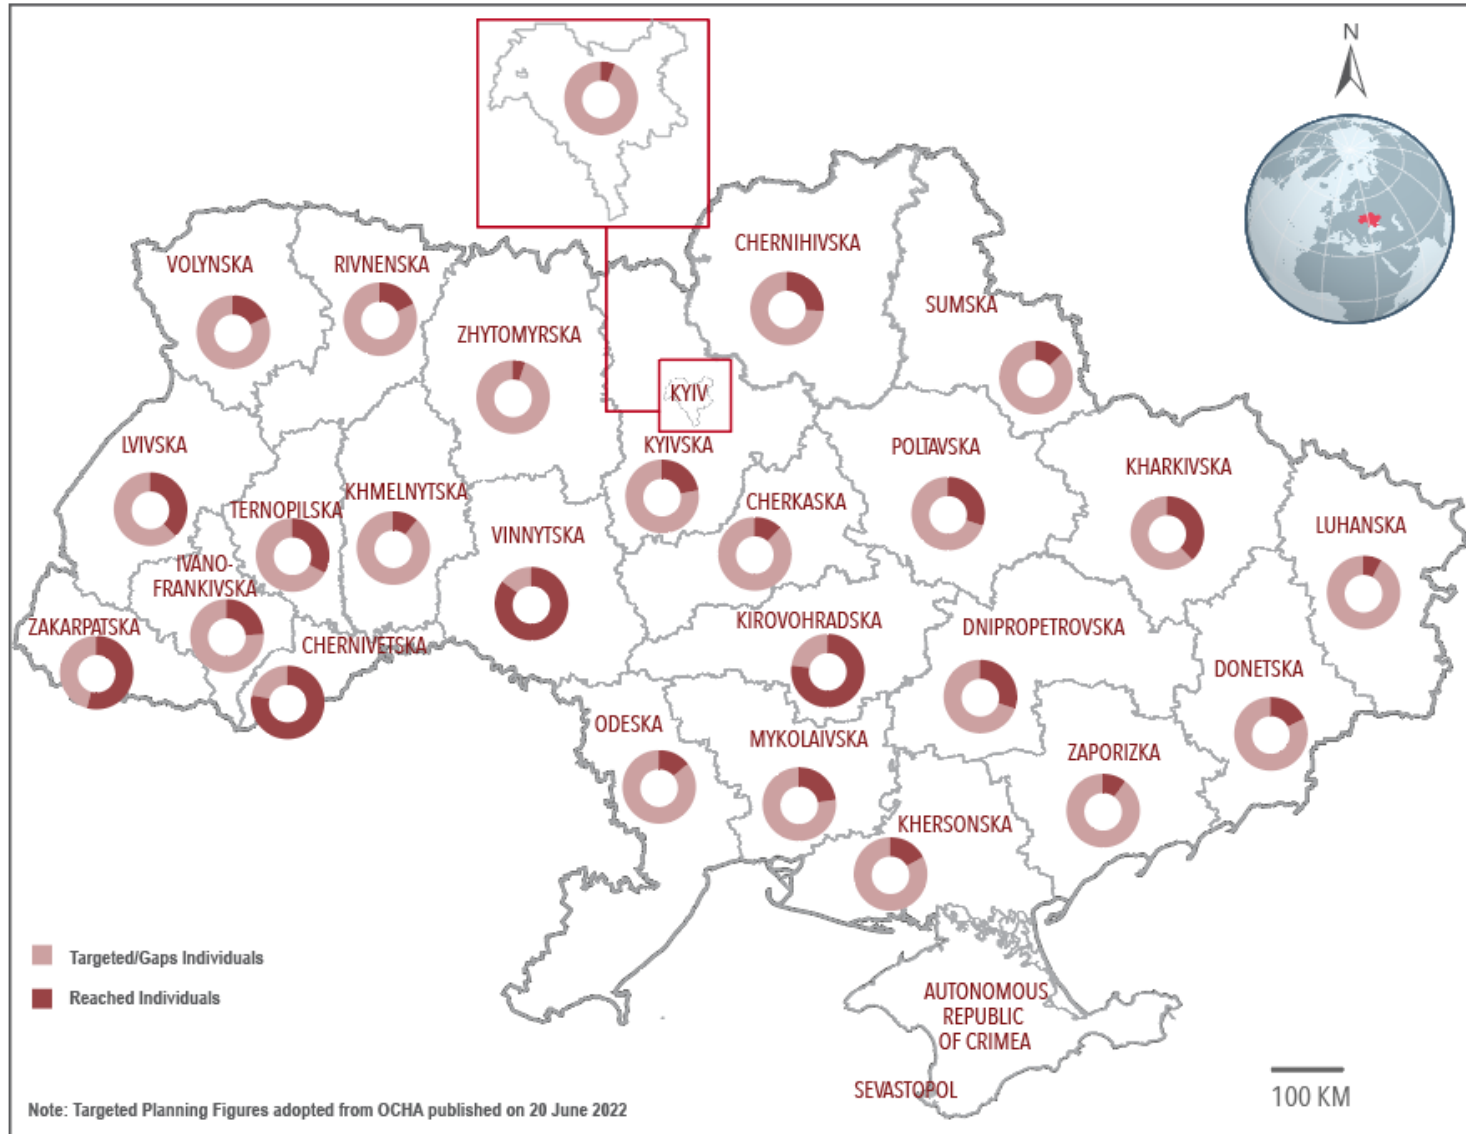 N
CHERNIHIVSKA
VOLYNSKA
RIVNENSKA
SUMSKA
ZHYTOMYRSKA
KYIV
LVIVSKA
KYIVSKA
POLTAVSKA
KHARKIVSKA
KHMELNYTSKA
CHERKASKA
TERNOPILSKA
LUHANSKA
VINNYTSKA
IVANO-
FRANKIVSKA
ZAKARPATSKA
KIROVOHRADSKA
DNIPROPETROVSKA
CHERNIVETSKA
DONETSKA
ODESKA
MYKOLAIVSKA
ZAPORIZKA
KHERSONSKA
Targeted/Gaps Individuals
Reached Individuals
AUTONOMOUS
REPUBLIC
OF CRIMEA
SEVASTOPOL
100 KM
Note: Targeted Planning Figures adopted from OCHA published on 20 June 2022